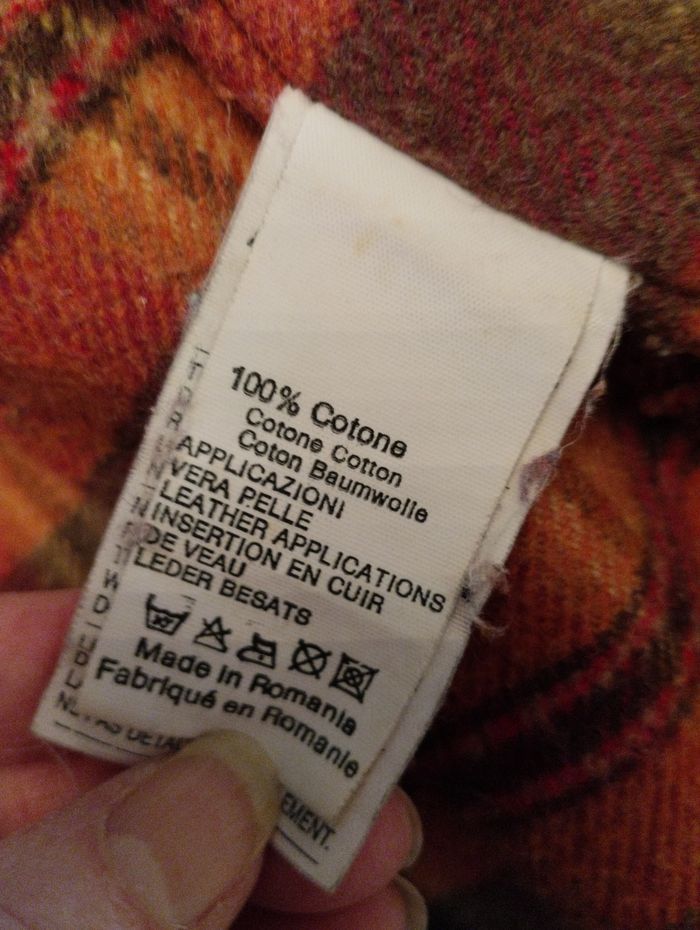 100% Cotone
Cotone Cotton
Coton Baumwolle
APPLICAZIONI
VERA PELLE
LEATHER APPLICATIONS
INSERTION EN CUIR
DE VEAU
LEDER BESATS
Made in Romania
Fabriqué en Romanie
EMENT.